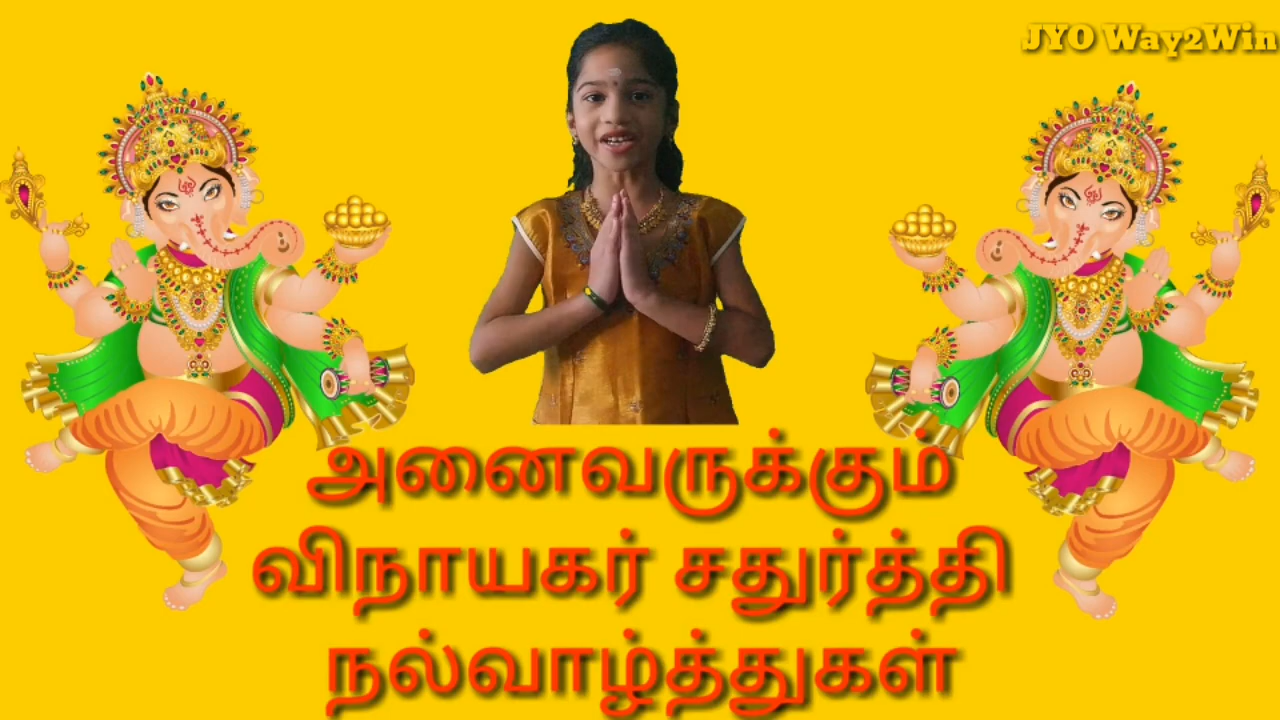 JYO Way2Win
அனைவருக்கும்
விநாயகர் சதுர்த்தி
நல்வாழ்த்துகள்